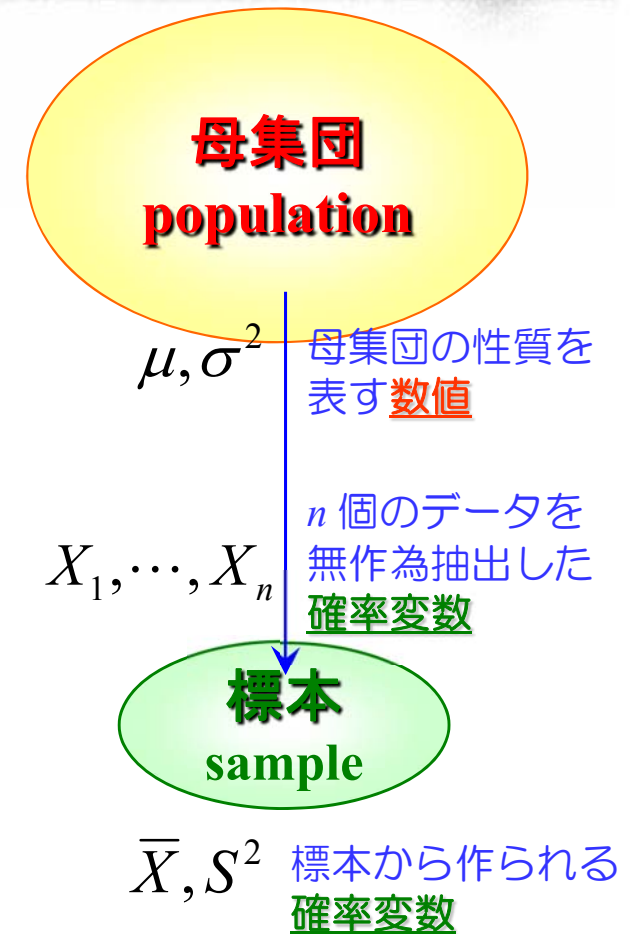 母集団
population
μ, σ²
母集団の性質を
表す数値
n 個のデータを
X₁, ⋯, Xₙ
無作為抽出した
確率変数
標本
sample
X̄, S²
標本から作られる
確率変数